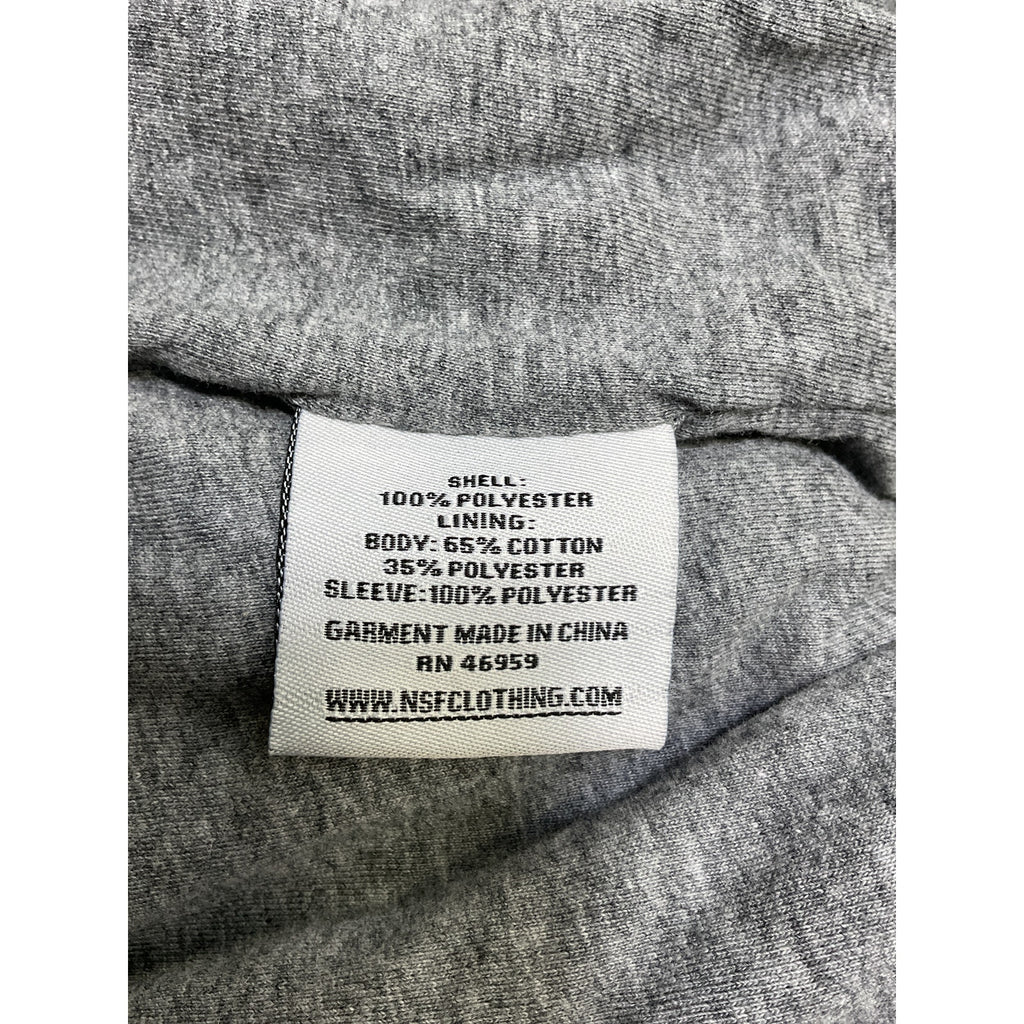 SHELL:
100% POLYESTER
LINING:
BODY: 65% COTTON
35% POLYESTER
SLEEVE:100% POLYESTER
GARMENT MADE IN CHINA
RN 46959
WWW.NSFCLOTHING.COM